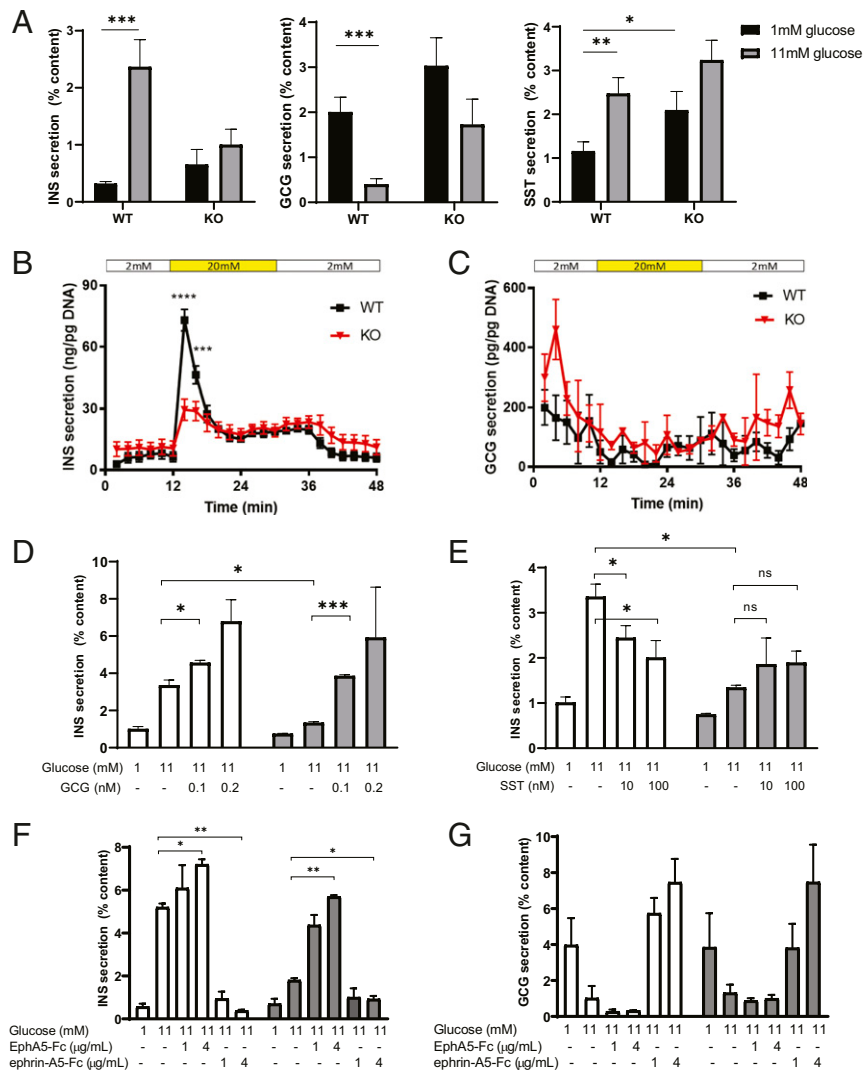 A
INS secretion (% content)
3
2
1
0
***
WT
KO
GCG secretion (% content)
4
3
2
1
0
***
WT
KO
SST secretion (% content)
4
3
2
1
0
*
**
WT
KO
1mM glucose
11mM glucose
B
2mM
20mM
2mM
INS secretion (ng/pg DNA)
90
60
30
0
****
***
WT
KO
0
12
24
36
48
Time (min)
C
2mM
20mM
2mM
GCG secretion (pg/pg DNA)
600
400
200
0
WT
KO
0
12
24
36
48
Time (min)
D
INS secretion (% content)
10
8
6
4
2
0
*
*
***
Glucose (mM) 1 11 11 11 1 11 11 11
GCG (nM) - - 0.1 0.2 - - 0.1 0.2
E
INS secretion (% content)
4
3
2
1
0
*
*
*
ns
ns
Glucose (mM) 1 11 11 11 1 11 11 11
SST (nM) - - 10 100 - - 10 100
F
INS secretion (% content)
8
6
4
2
0
**
*
*
**
Glucose (mM) 1 11 11 11 11 11 1 11 11 11 11 11
EphA5-Fc (μg/mL) - - 1 4 - - - - 1 4 - -
ephrin-A5-Fc (μg/mL) - - - - 1 4 - - - - 1 4
G
GCG secretion (% content)
10
8
6
4
2
0
Glucose (mM) 1 11 11 11 11 11 1 11 11 11 11 11
EphA5-Fc (μg/mL) - - 1 4 - - - - 1 4 - -
ephrin-A5-Fc (μg/mL) - - - - 1 4 - - - - 1 4